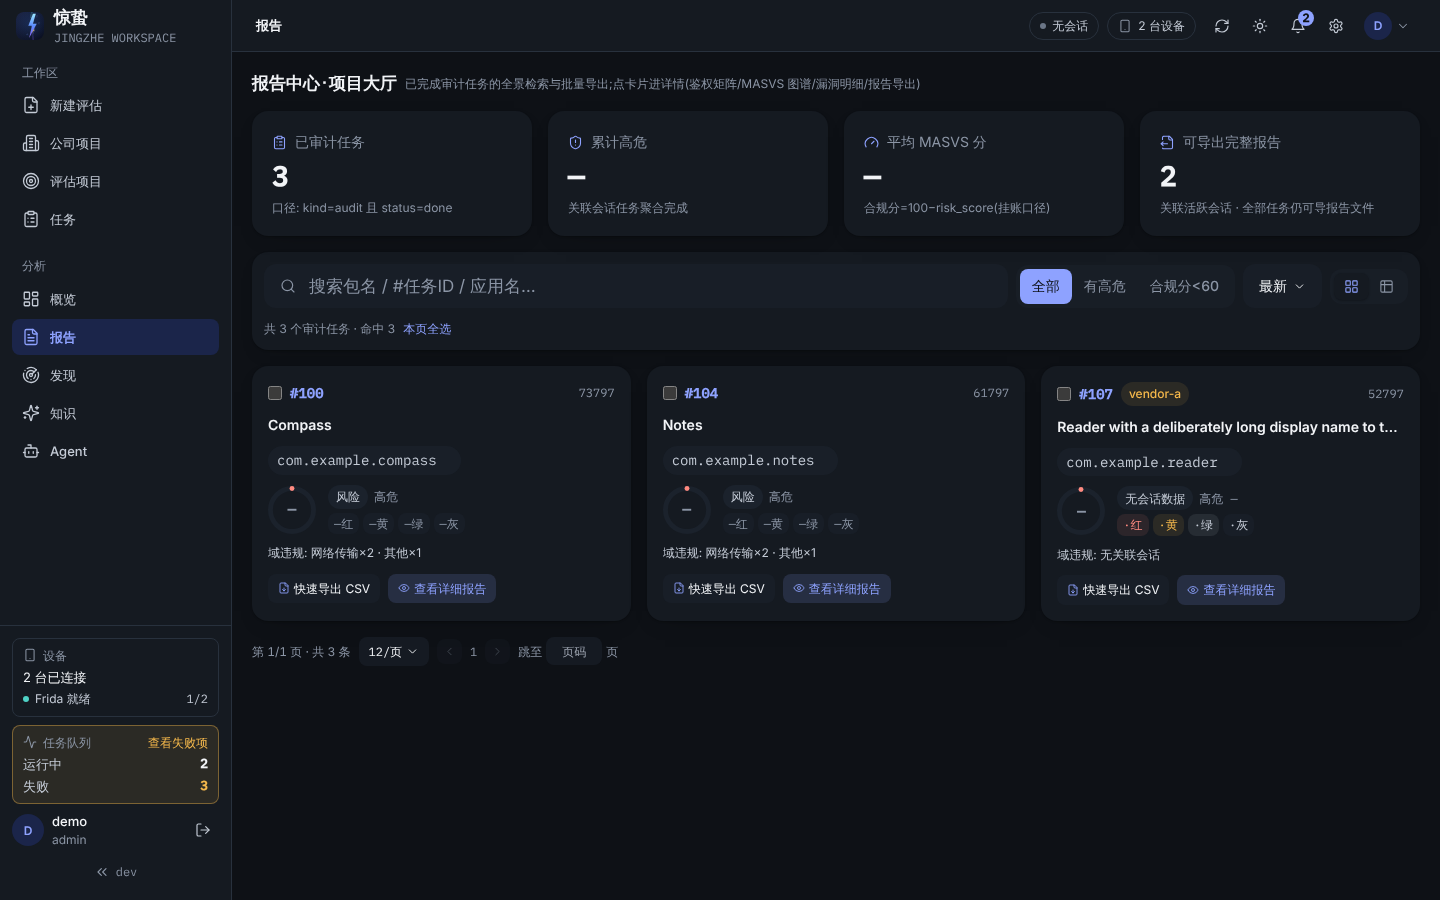 惊蛰
JINGZHE WORKSPACE
工作区
新建评估
公司项目
评估项目
任务
分析
概览
报告
发现
知识
Agent
设备
2 台已连接
Frida 就绪 1/2
任务队列 查看失败项
运行中 2
失败 3
D
demo
admin
dev
报告
无会话
2 台设备
2
D
报告中心·项目大厅 已完成审计任务的全景检索与批量导出;点卡片进详情(鉴权矩阵/MASVS 图谱/漏洞明细/报告导出)
已审计任务
3
口径: kind=audit 且 status=done
累计高危
—
关联会话任务聚合完成
平均 MASVS 分
—
合规分=100−risk_score(挂账口径)
可导出完整报告
2
关联活跃会话 · 全部任务仍可导报告文件
搜索包名 / #任务ID / 应用名...
全部 有高危 合规分<60
最新
共 3 个审计任务 · 命中 3 本页全选
#100 73797
Compass
com.example.compass
—
风险 高危
—红 —黄 —绿 —灰
域违规: 网络传输×2 · 其他×1
快速导出 CSV 查看详细报告
#104 61797
Notes
com.example.notes
—
风险 高危
—红 —黄 —绿 —灰
域违规: 网络传输×2 · 其他×1
快速导出 CSV 查看详细报告
#107 vendor-a 52797
Reader with a deliberately long display name to t...
com.example.reader
—
无会话数据 高危 —
·红 ·黄 ·绿 ·灰
域违规: 无关联会话
快速导出 CSV 查看详细报告
第 1/1 页 · 共 3 条 12/页 1 跳至 页码 页